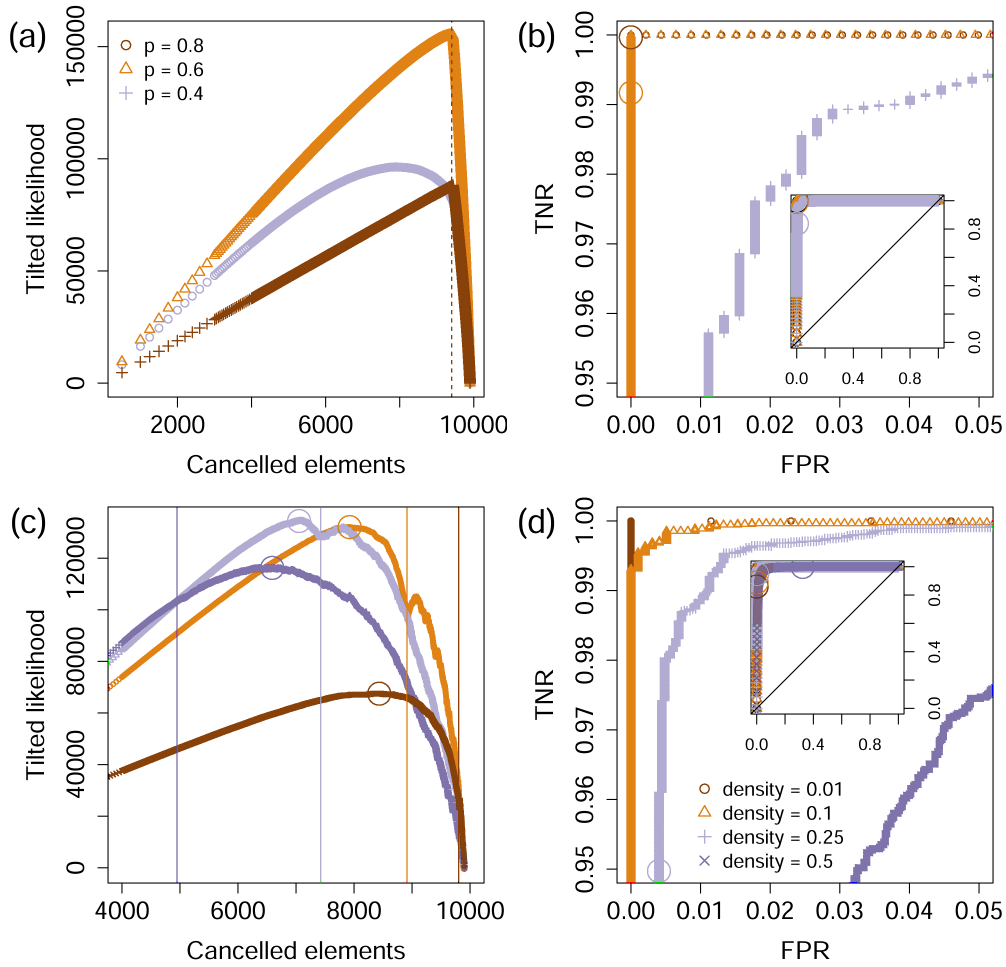 (a)
p = 0.8
p = 0.6
p = 0.4
0 50000 100000 150000
Tilted likelihood
2000 6000 10000
Cancelled elements
(b)
0.95 0.96 0.97 0.98 0.99 1.00
TNR
0.0 0.4 0.8
0.0 0.4 0.8
0.00 0.01 0.02 0.03 0.04 0.05
FPR
(c)
0 40000 80000 120000
Tilted likelihood
4000 6000 8000 10000
Cancelled elements
(d)
0.95 0.96 0.97 0.98 0.99 1.00
TNR
0.0 0.4 0.8
0.0 0.4 0.8
density = 0.01
density = 0.1
density = 0.25
density = 0.5
0.00 0.01 0.02 0.03 0.04 0.05
FPR